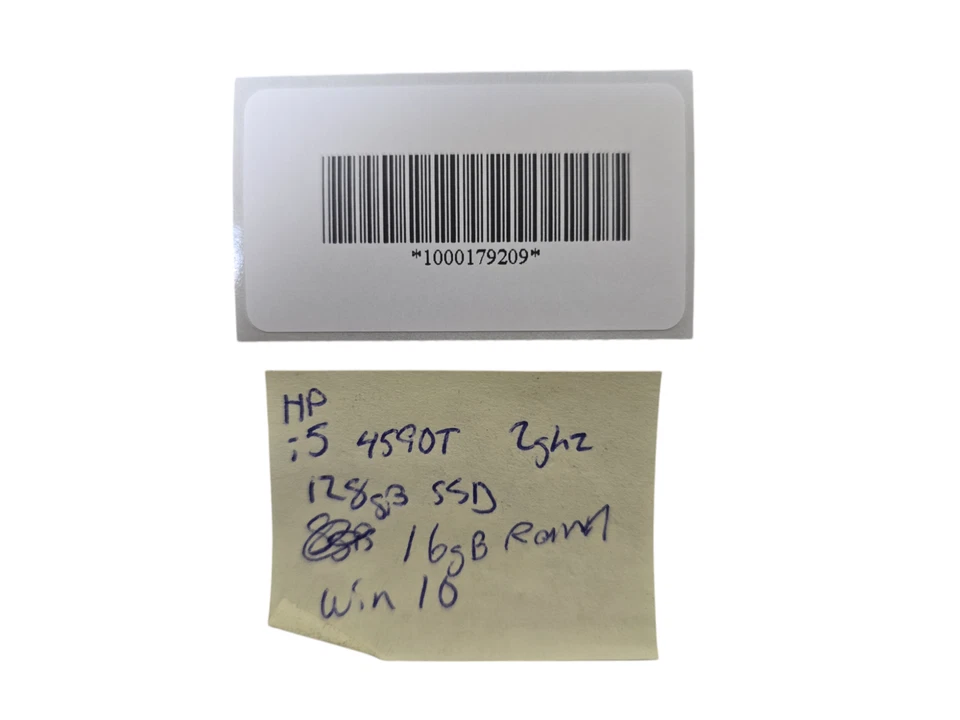 *1000179209*
HP
i5 4590T 2ghz
128gB SSD
16gB Ram
Win 10